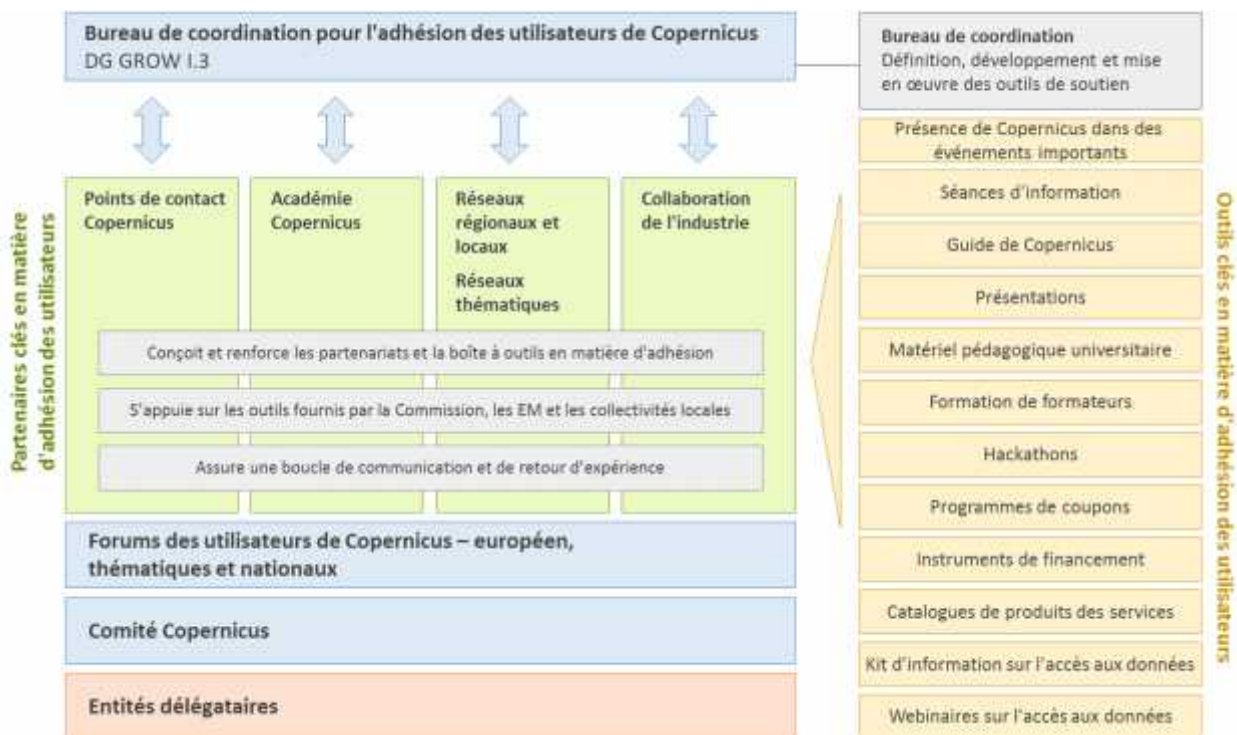 Bureau de coordination pour l'adhésion des utilisateurs de Copernicus
DG GROW I.3
Bureau de coordination
Définition, développement et mise
en œuvre des outils de soutien
Partenaires clés en matière
d'adhésion des utilisateurs
Points de contact
Copernicus
Académie
Copernicus
Réseaux
régionaux et
locaux
Réseaux
thématiques
Collaboration
de l'industrie
Conçoit et renforce les partenariats et la boîte à outils en matière d'adhésion
S'appuie sur les outils fournis par la Commission, les EM et les collectivités locales
Assure une boucle de communication et de retour d'expérience
Forums des utilisateurs de Copernicus – européen,
thématiques et nationaux
Comité Copernicus
Entités délégataires
Présence de Copernicus dans des
événements importants
Séances d'information
Guide de Copernicus
Présentations
Matériel pédagogique universitaire
Formation de formateurs
Hackathons
Programmes de coupons
Instruments de financement
Catalogues de produits des services
Kit d'information sur l'accès aux données
Webinaires sur l'accès aux données
Outils clés en matière d'adhésion des utilisateurs